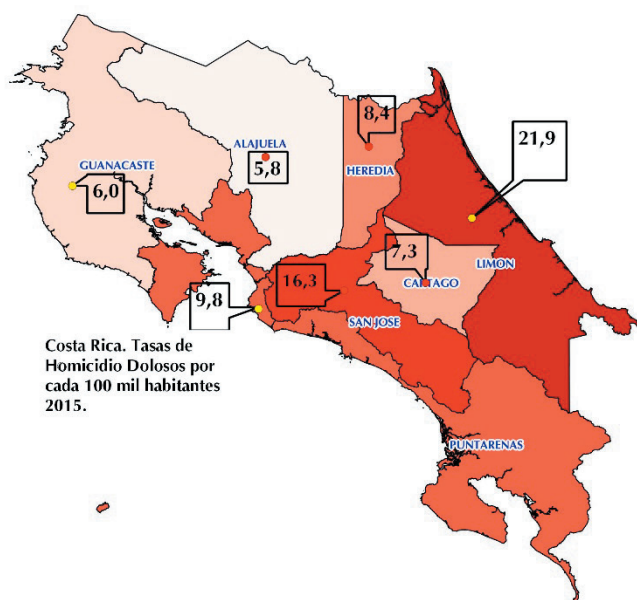 8,4
21,9
ALAJUELA
5,8
GUANACASTE
6,0
HEREDIA
7,3
LIMON
CARTAGO
16,3
9,8
SAN JOSE
Costa Rica. Tasas de
Homicidio Dolosos por
cada 100 mil habitantes
2015.
PUNTARENAS